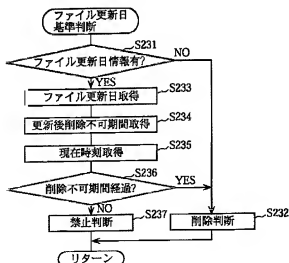 ファイル更新日
基準判断
S231
ファイル更新日情報有?
NO
YES
S233
ファイル更新日取得
S234
更新後削除不可期間取得
S235
現在時刻取得
S236
削除不可期間経過?
YES
NO
S237
禁止判断
S232
削除判断
リターン